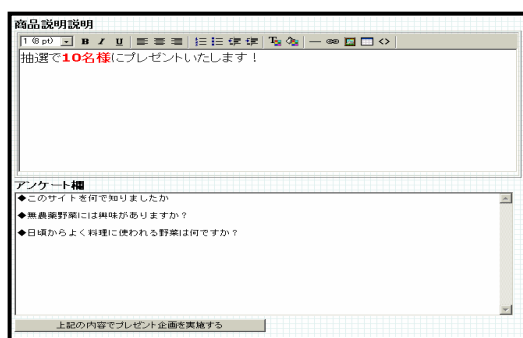 商品説明説明
1 (8 pt) B I U
抽選で10名様にプレゼントいたします！
アンケート欄
◆このサイトを何で知りましたか
◆無農薬野菜には興味がありますか？
◆日頃からよく料理に使われる野菜は何ですか？
上記の内容でプレゼント企画を実施する